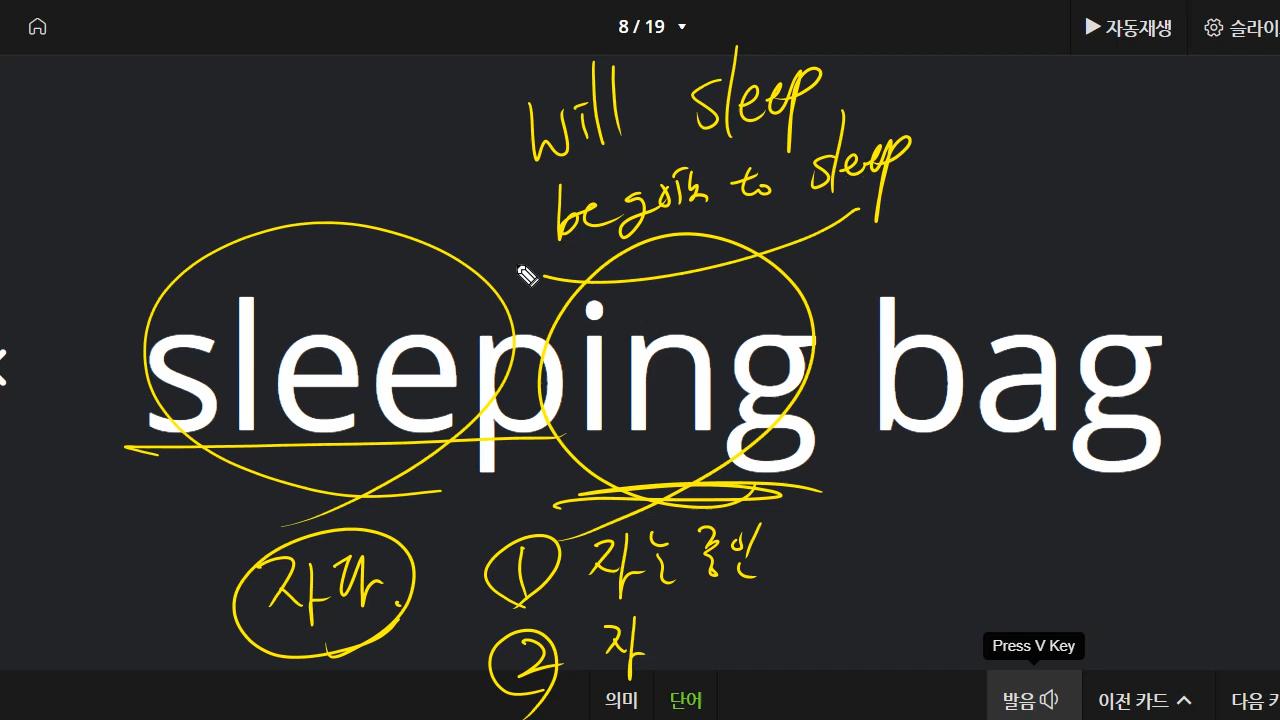 8 / 19
자동재생
슬라이
will sleep
be going to sleep
sleeping bag
자다.
① 자는 중인
② 자
Press V Key
의미
단어
발음
이전 카드
다음 카